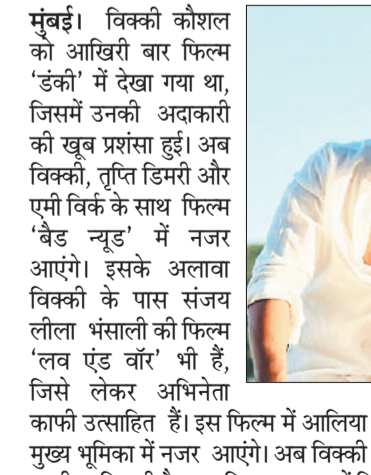 मुंबई। विक्की कौशल
को आखिरी बार फिल्म
‘डंकी’ में देखा गया था,
जिसमें उनकी अदाकारी
की खूब प्रशंसा हुई। अब
विक्की, तृप्ति डिमरी और
एमी विर्क के साथ फिल्म
‘बैड न्यूड’ में नजर
आएंगे। इसके अलावा
विक्की के पास संजय
लीला भंसाली की फिल्म
‘लव एंड वॉर’ भी हैं,
जिसे लेकर अभिनेता
काफी उत्साहित हैं। इस फिल्म में आलिया
मुख्य भूमिका में नजर आएंगे। अब विक्की